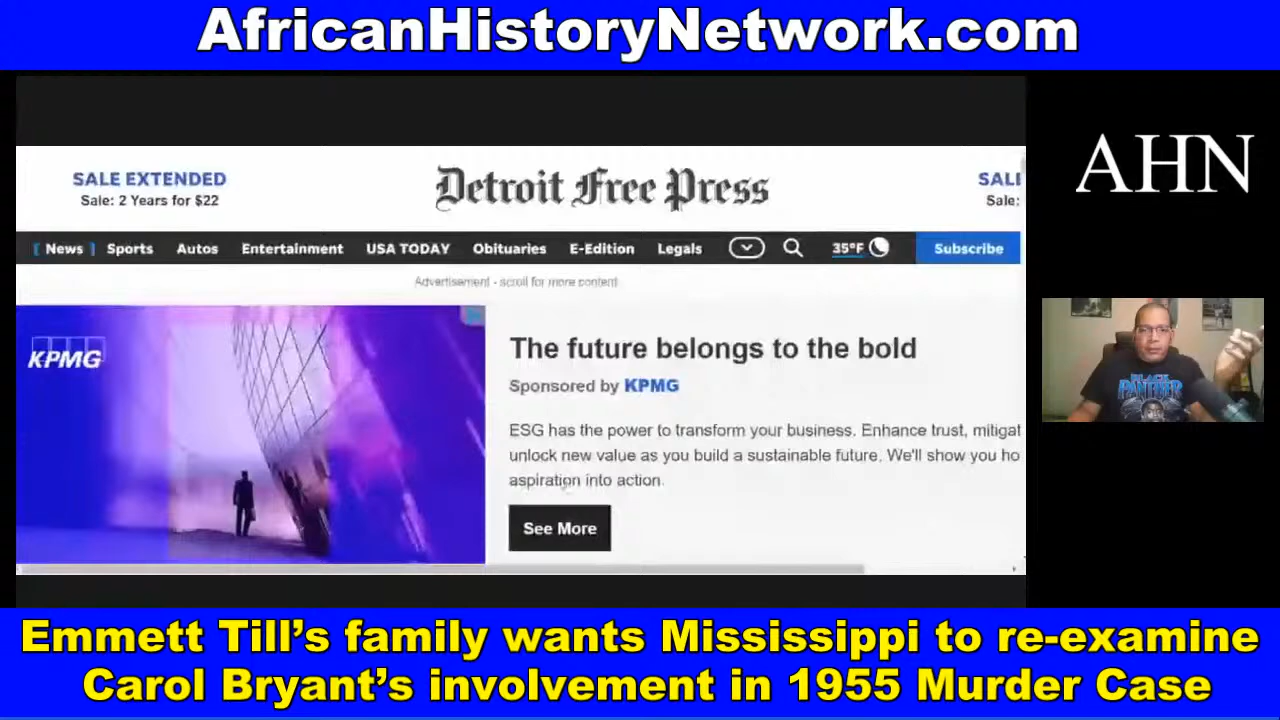 AfricanHistoryNetwork.com
AHN
SALE EXTENDED
Sale: 2 Years for $22
Detroit Free Press
SALI
Sale:
[ News ] Sports Autos Entertainment USA TODAY Obituaries E-Edition Legals 35°F Subscribe
Advertisement - scroll for more content
KPMG
The future belongs to the bold
Sponsored by KPMG
ESG has the power to transform your business. Enhance trust, mitigat
unlock new value as you build a sustainable future. We'll show you ho
aspiration into action.
See More
BLACK
PANTHER
Emmett Till's family wants Mississippi to re-examine
Carol Bryant's involvement in 1955 Murder Case